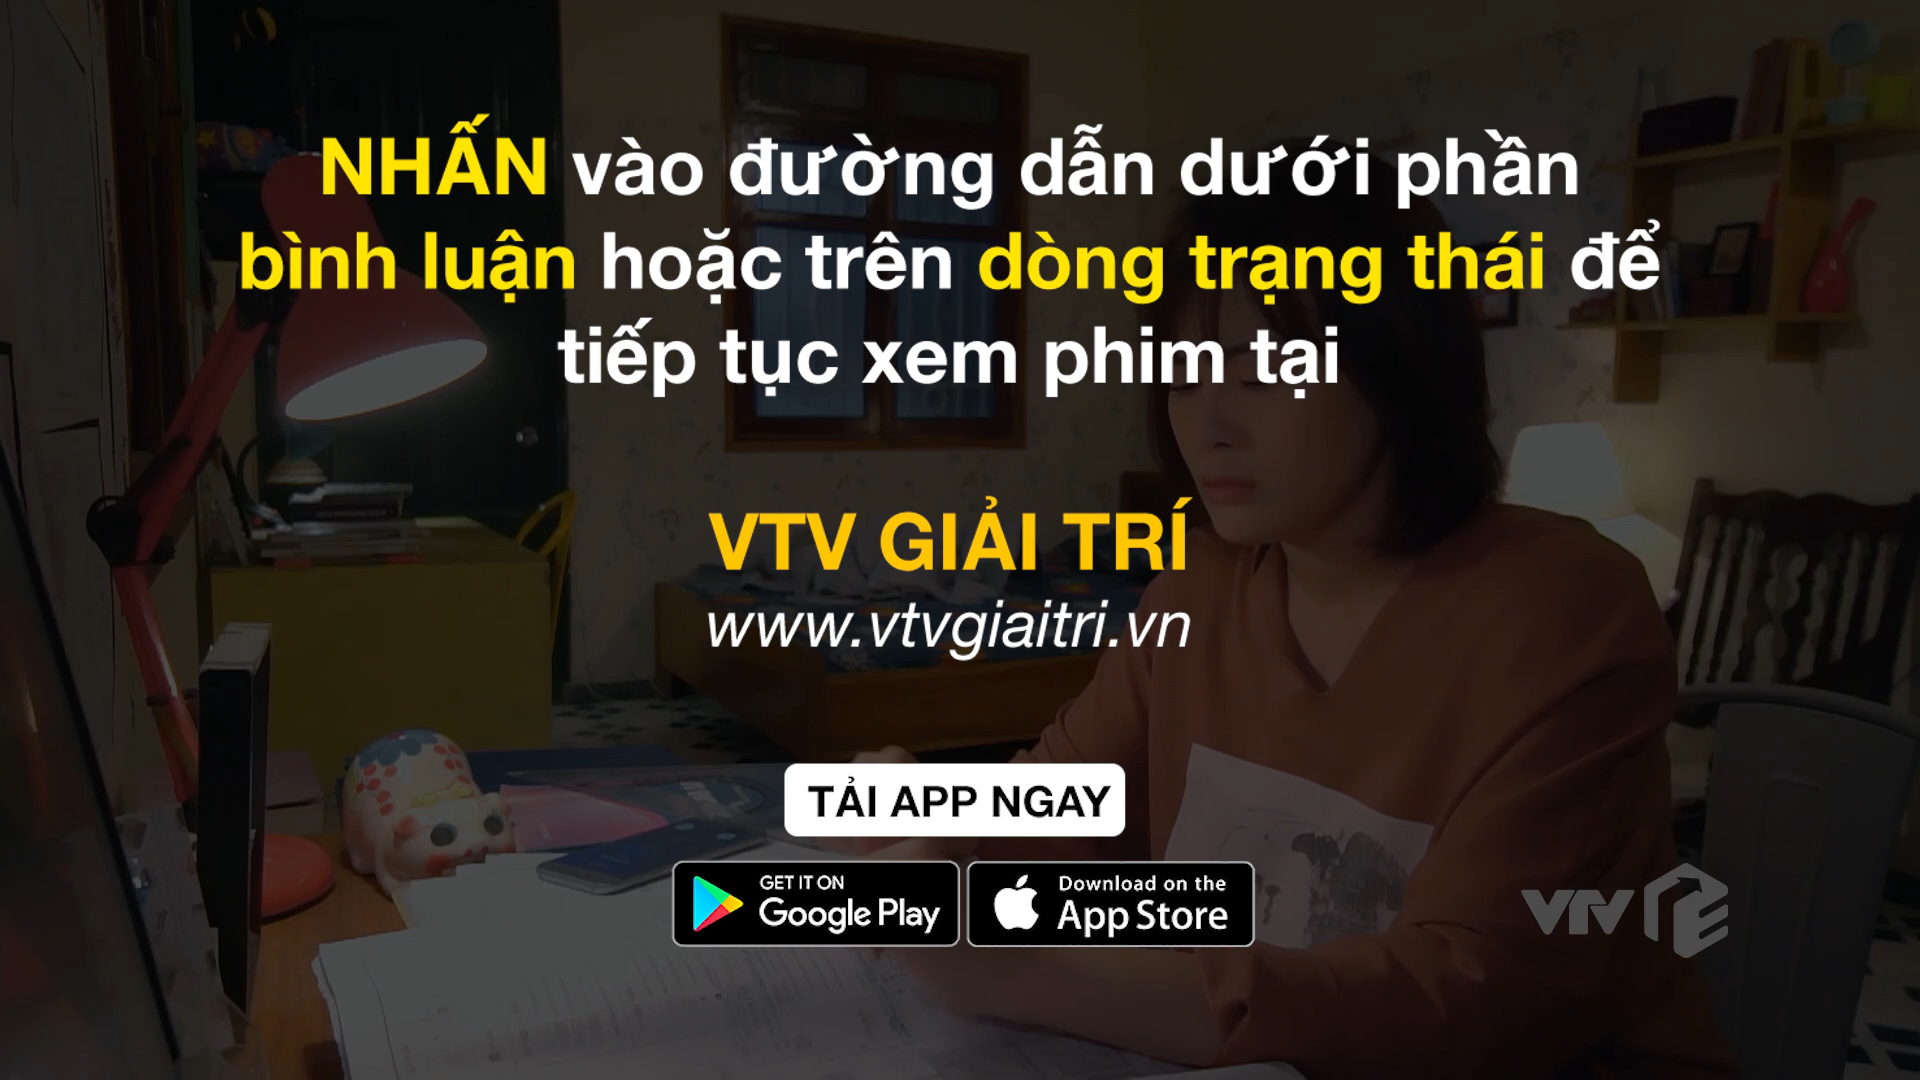 NHẤN vào đường dẫn dưới phần
bình luận hoặc trên dòng trạng thái để
tiếp tục xem phim tại
VTV GIẢI TRÍ
www.vtvgiaitri.vn
TẢI APP NGAY
GET IT ON
Google Play
Download on the
App Store
VTV